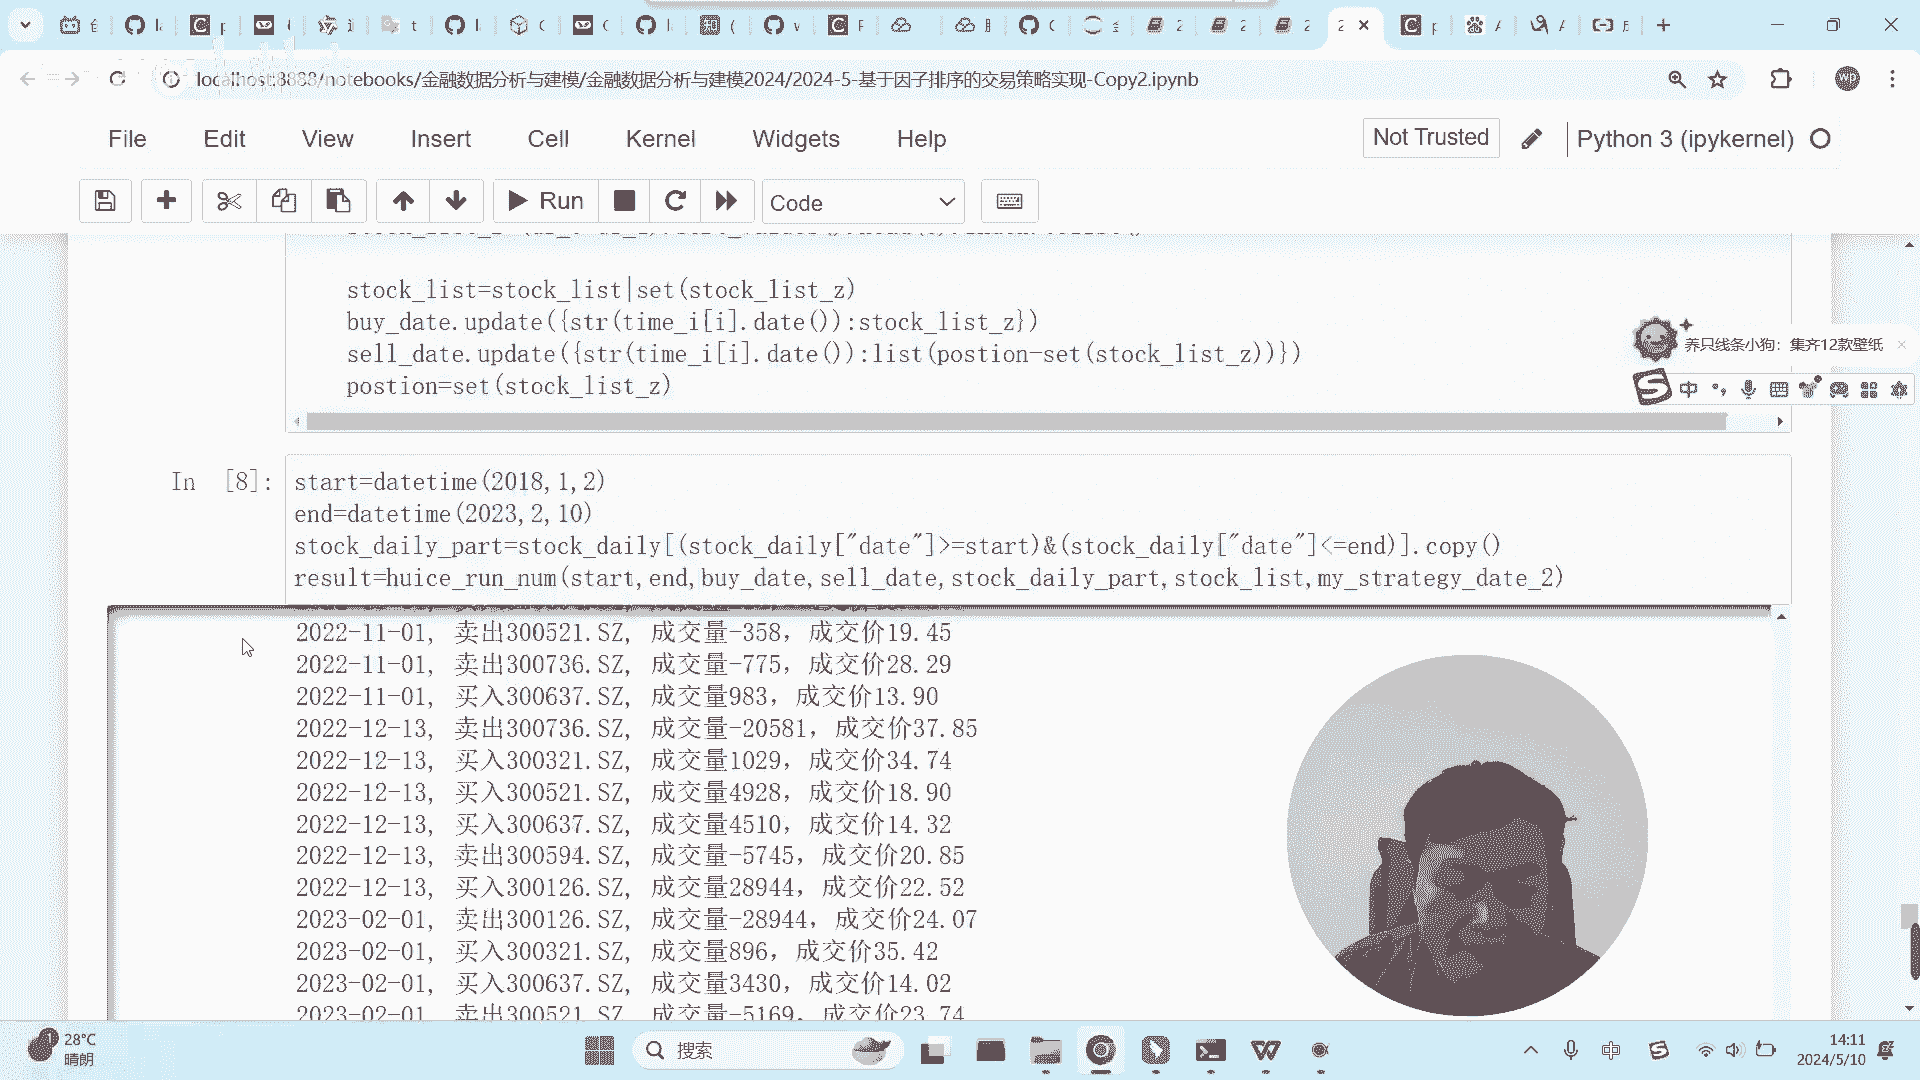 localhost:8888/notebooks/金融数据分析与建模/金融数据分析与建模2024/2024-5-基于因子排序的交易策略实现-Copy2.ipynb
wp
File Edit View Insert Cell Kernel Widgets Help
Not Trusted
Python 3 (ipykernel)
Run
Code
stock_list=stock_list|set(stock_list_z)
buy_date.update({str(time_i[i].date()):stock_list_z})
sell_date.update({str(time_i[i].date()):list(postion-set(stock_list_z))})
postion=set(stock_list_z)
养只线条小狗：集齐12款壁纸
中
In [8]:
start=datetime(2018,1,2)
end=datetime(2023,2,10)
stock_daily_part=stock_daily[(stock_daily["date"]>=start)&(stock_daily["date"]<=end)].copy()
result=huice_run_num(start,end,buy_date,sell_date,stock_daily_part,stock_list,my_strategy_date_2)
2022-11-01, 卖出300521.SZ, 成交量-358, 成交价19.45
2022-11-01, 卖出300736.SZ, 成交量-775, 成交价28.29
2022-11-01, 买入300637.SZ, 成交量983, 成交价13.90
2022-12-13, 卖出300736.SZ, 成交量-20581, 成交价37.85
2022-12-13, 买入300321.SZ, 成交量1029, 成交价34.74
2022-12-13, 买入300521.SZ, 成交量4928, 成交价18.90
2022-12-13, 买入300637.SZ, 成交量4510, 成交价14.32
2022-12-13, 卖出300594.SZ, 成交量-5745, 成交价20.85
2022-12-13, 买入300126.SZ, 成交量28944, 成交价22.52
2023-02-01, 卖出300126.SZ, 成交量-28944, 成交价24.07
2023-02-01, 买入300321.SZ, 成交量896, 成交价35.42
2023-02-01, 买入300637.SZ, 成交量3430, 成交价14.02
2023-02-01, 卖出300521.SZ, 成交量-5169, 成交价23.74
28°C
晴朗
搜索
中
14:11
2024/5/10